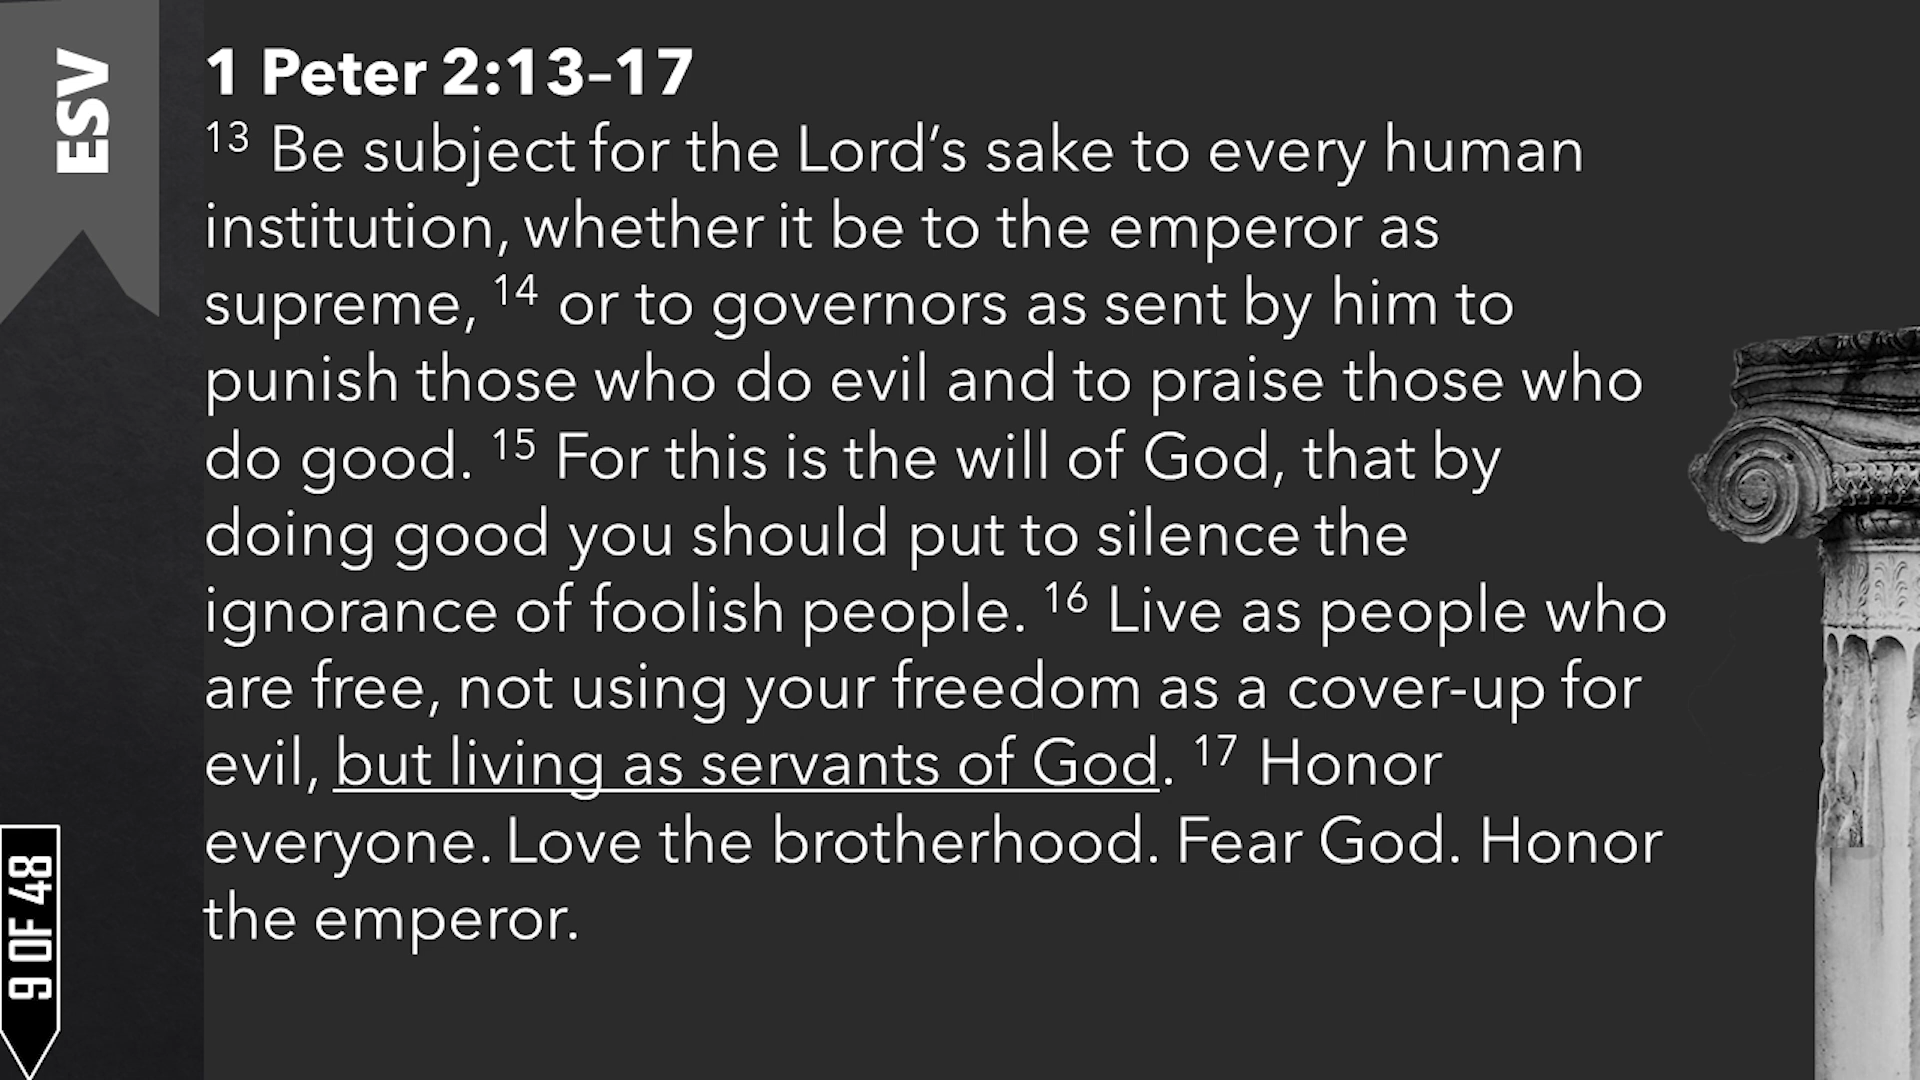 ESV
1 Peter 2:13–17
13 Be subject for the Lord’s sake to every human
institution, whether it be to the emperor as
supreme, 14 or to governors as sent by him to
punish those who do evil and to praise those who
do good. 15 For this is the will of God, that by
doing good you should put to silence the
ignorance of foolish people. 16 Live as people who
are free, not using your freedom as a cover-up for
evil, but living as servants of God. 17 Honor
everyone. Love the brotherhood. Fear God. Honor
the emperor.
9 OF 48